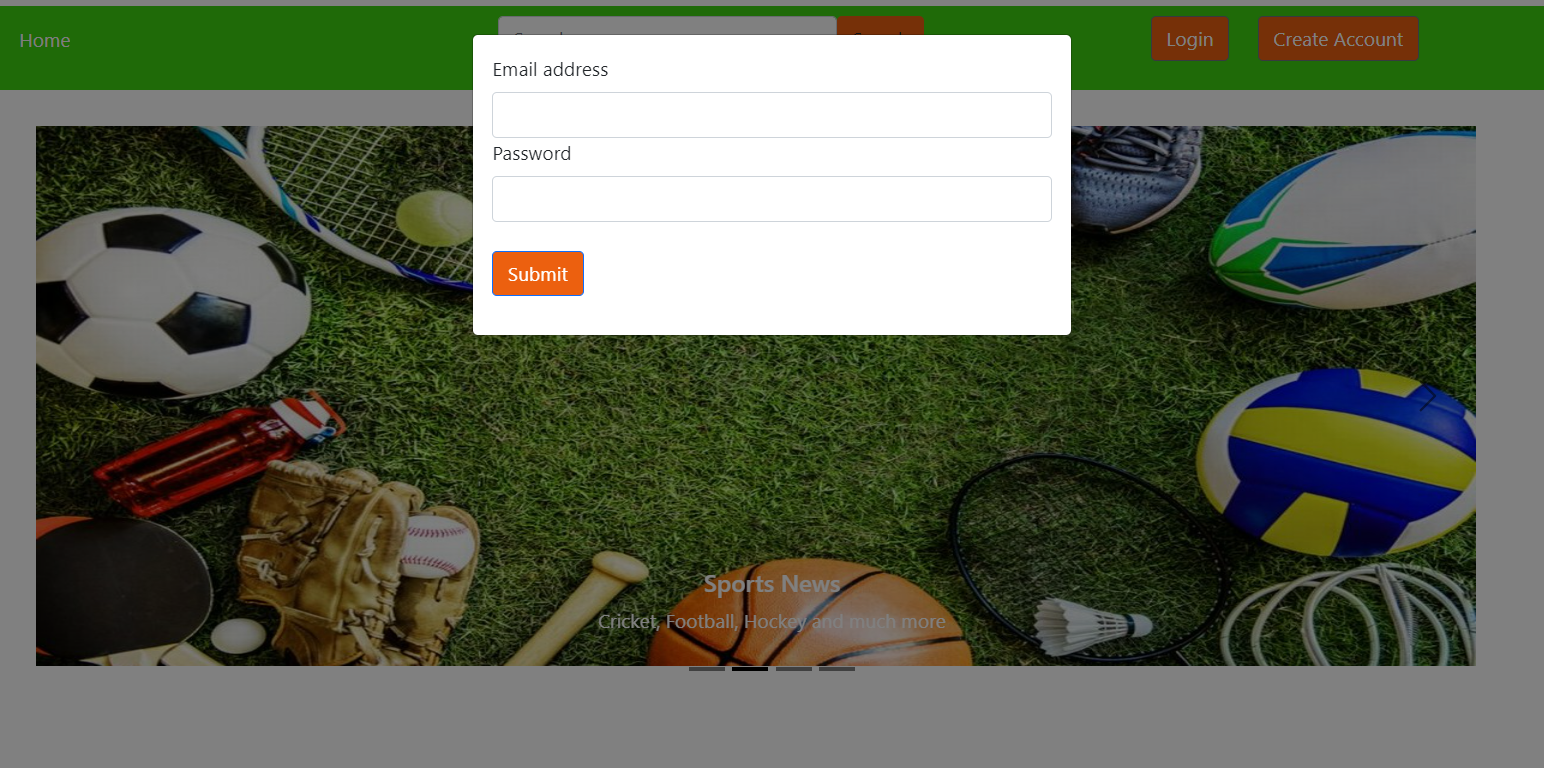 Home
Login
Create Account
Email address
Password
Submit
Sports News
Cricket, Football, Hockey and much more